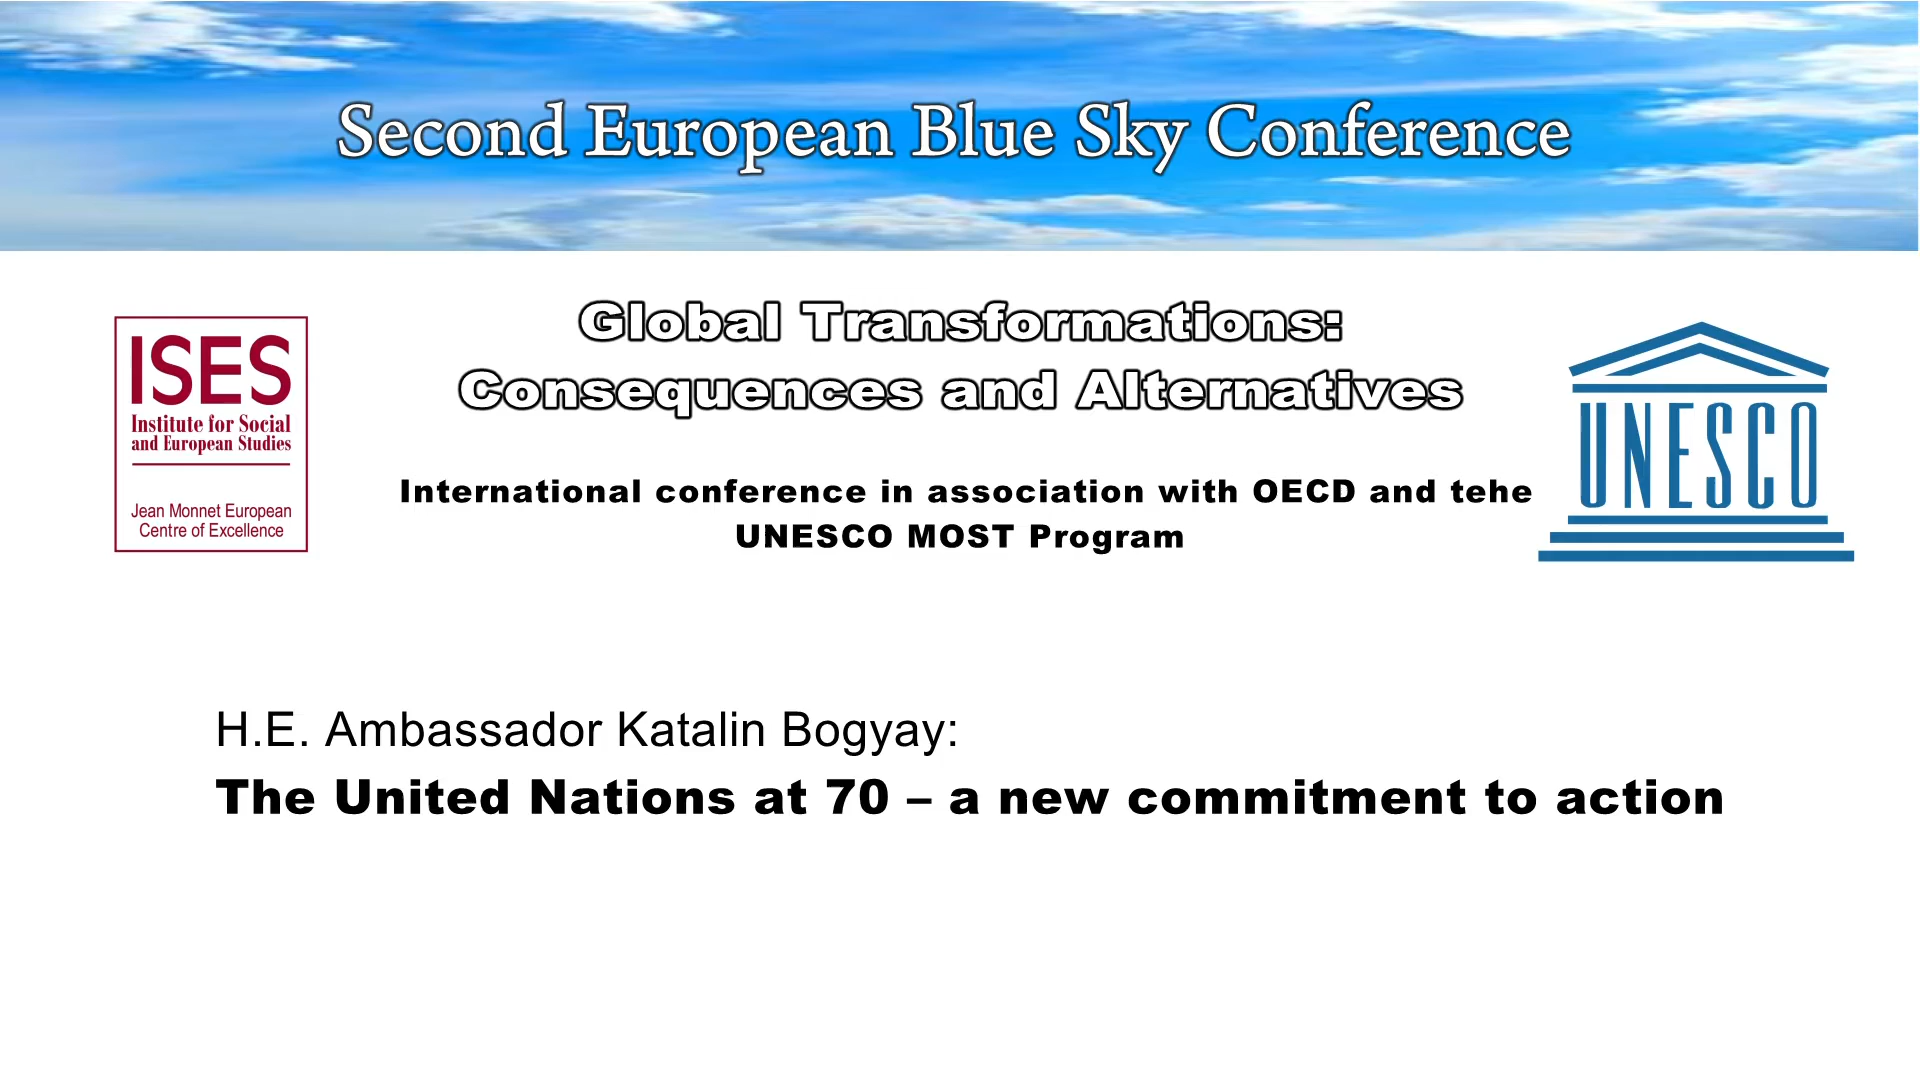 Second European Blue Sky Conference
Global Transformations:
Consequences and Alternatives
ISES
Institute for Social
and European Studies
Jean Monnet European
Centre of Excellence
International conference in association with OECD and tehe
UNESCO MOST Program
UNESCO
H.E. Ambassador Katalin Bogyay:
The United Nations at 70 – a new commitment to action